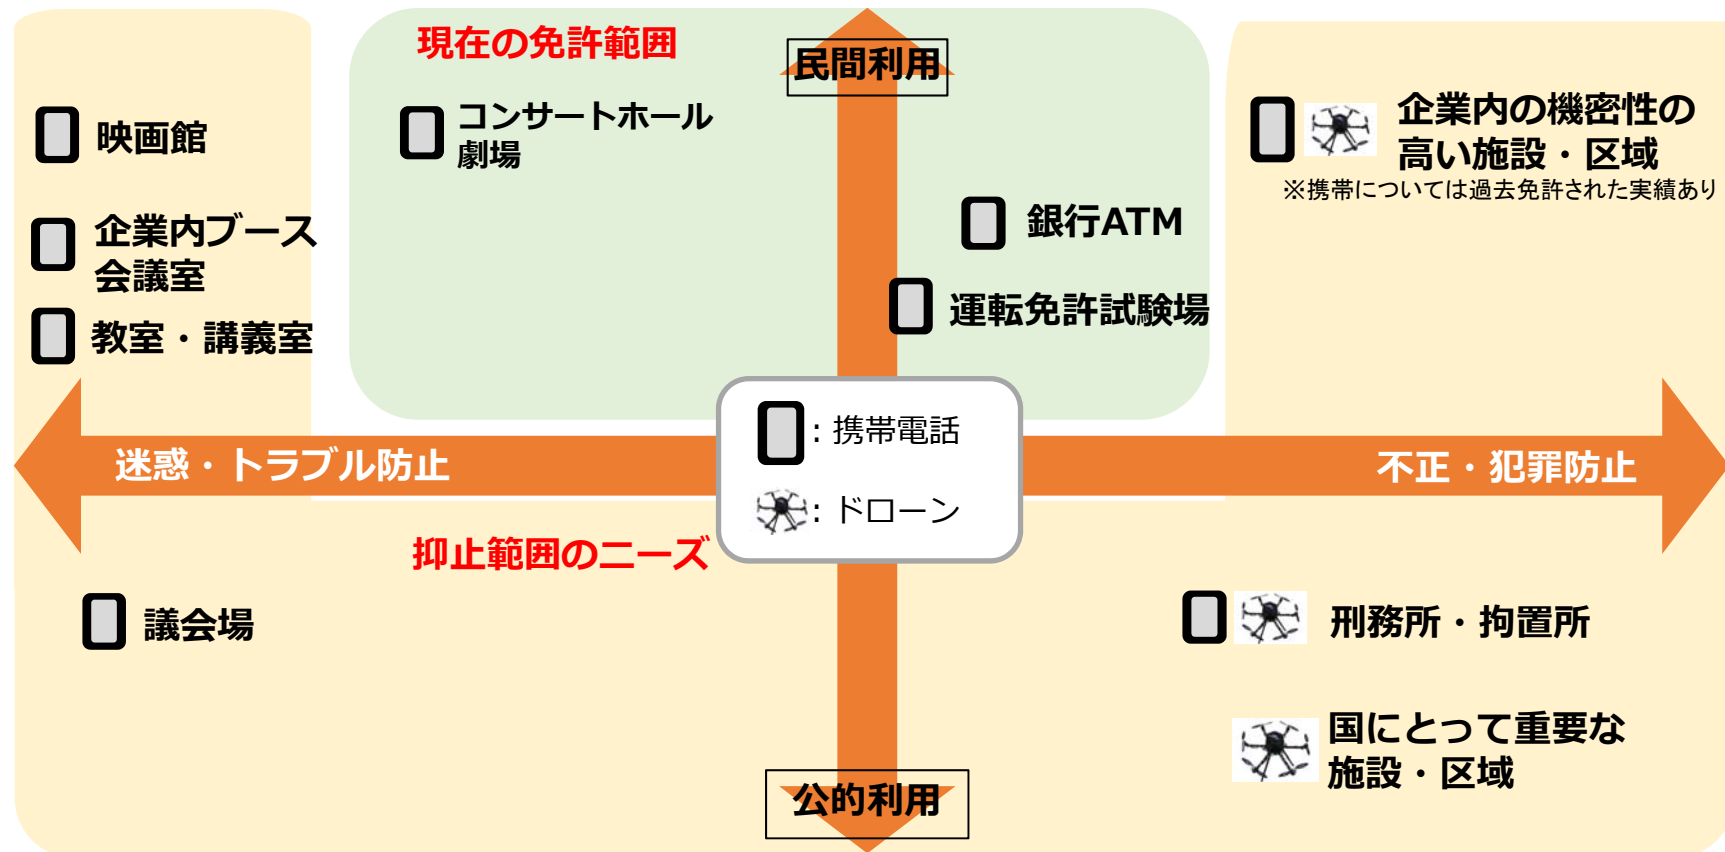 現在の免許範囲
民間利用
映画館
コンサートホール
劇場
企業内の機密性の
高い施設・区域
※携帯については過去免許された実績あり
企業内ブース
会議室
銀行ATM
教室・講義室
運転免許試験場
：携帯電話
迷惑・トラブル防止
不正・犯罪防止
：ドローン
抑止範囲のニーズ
議会場
刑務所・拘置所
国にとって重要な
施設・区域
公的利用